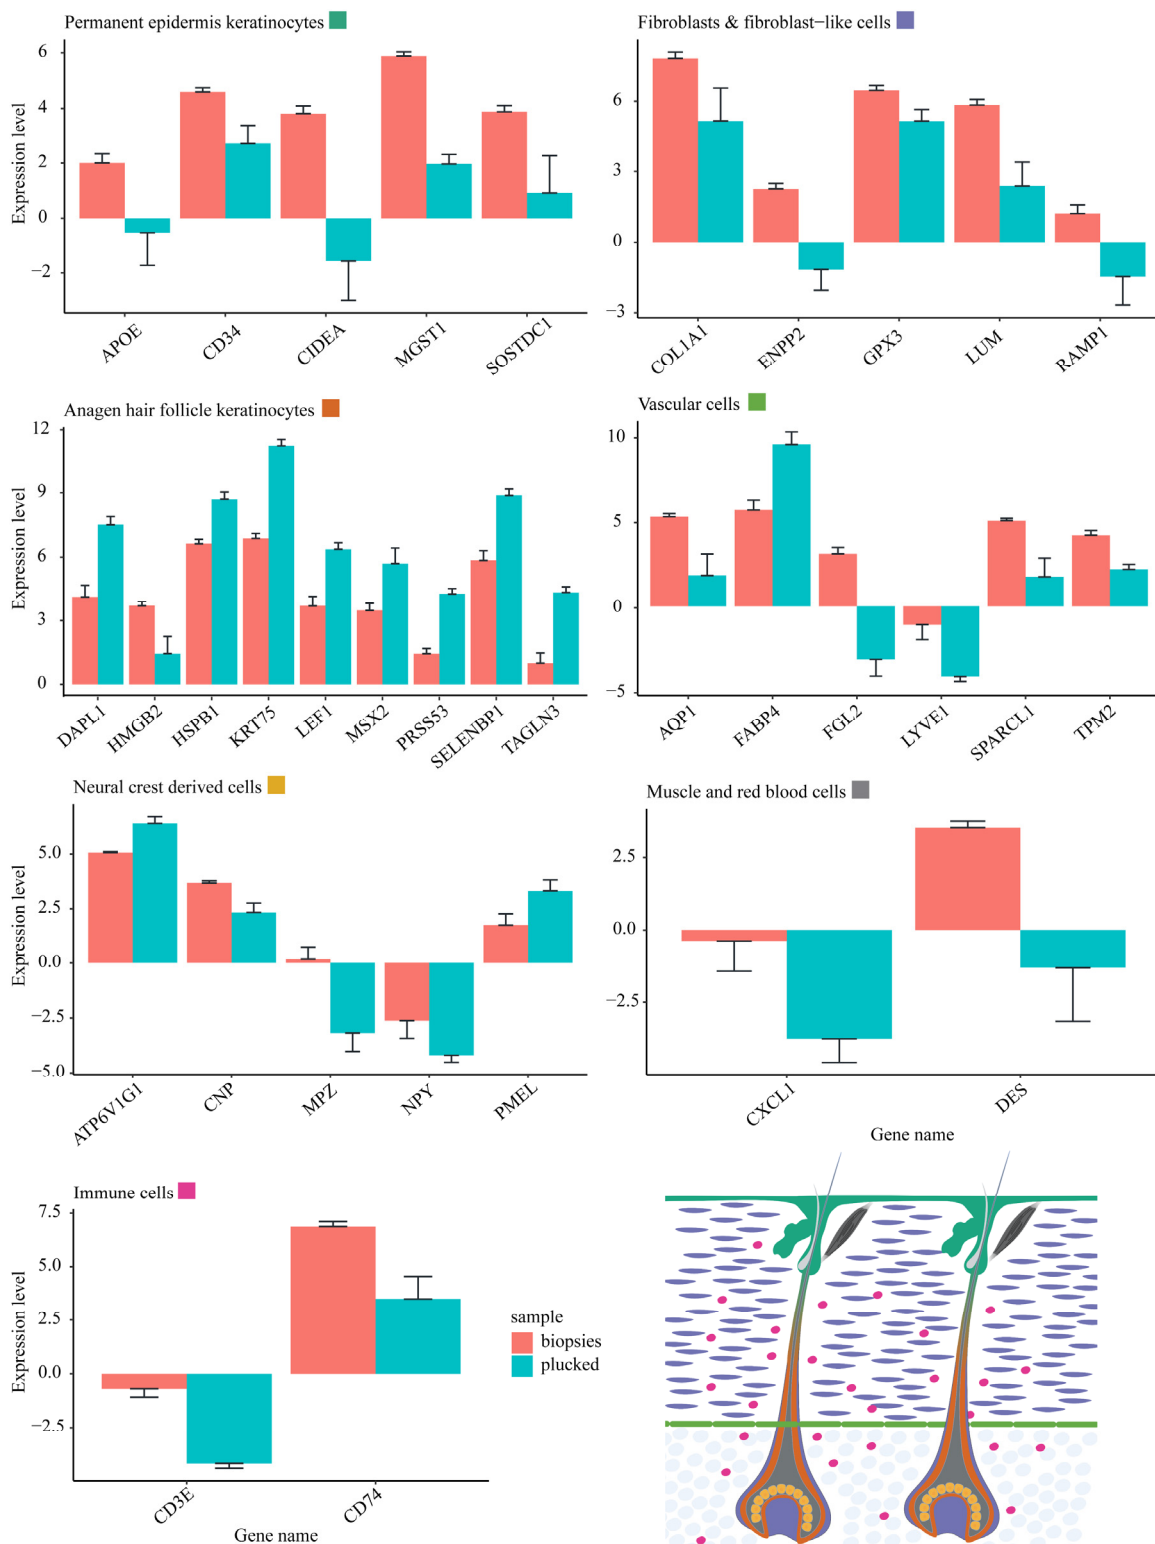 Permanent epidermis keratinocytes
Expression level
6
4
2
0
−2
APOE
CD34
CIDEA
MGST1
SOSTDC1
Fibroblasts & fibroblast−like cells
6
3
0
−3
COL1A1
ENPP2
GPX3
LUM
RAMP1
Anagen hair follicle keratinocytes
Expression level
12
9
6
3
0
DAPL1
HMGB2
HSPB1
KRT75
LEF1
MSX2
PRSS53
SELENBP1
TAGLN3
Vascular cells
10
5
0
−5
AQP1
FABP4
FGL2
LYVE1
SPARCL1
TPM2
Neural crest derived cells
Expression level
5.0
2.5
0.0
−2.5
−5.0
ATP6V1G1
CNP
MPZ
NPY
PMEL
Muscle and red blood cells
2.5
0.0
−2.5
CXCL1
DES
Gene name
Immune cells
Expression level
7.5
5.0
2.5
0.0
−2.5
CD3E
CD74
Gene name
sample
biopsies
plucked